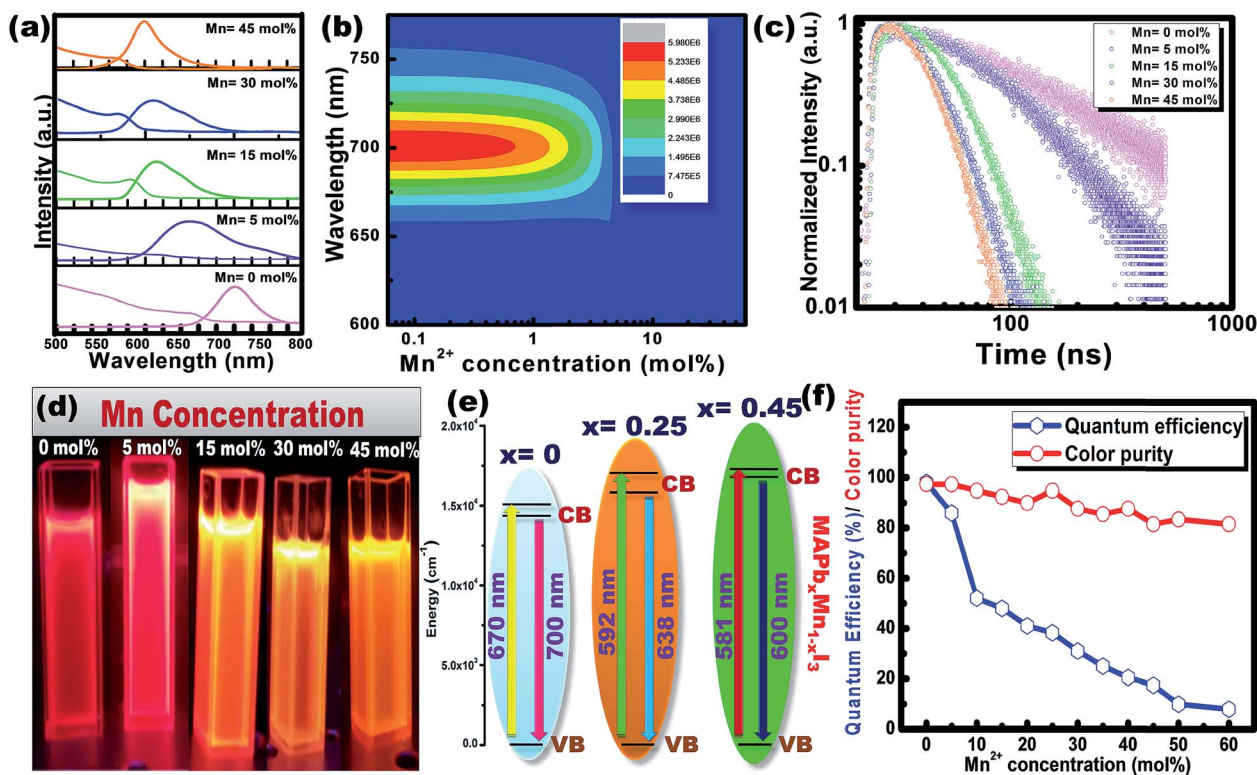 (a)
Mn= 45 mol%
Mn= 30 mol%
Mn= 15 mol%
Mn= 5 mol%
Mn= 0 mol%
Intensity (a.u.)
500 550 600 650 700 750 800
Wavelength (nm)
(b)
750
700
650
600
Wavelength (nm)
0.1 1 10
Mn²⁺ concentration (mol%)
5.980E6
5.233E6
4.485E6
3.738E6
2.990E6
2.243E6
1.495E6
7.475E5
0
(c)
1
0.1
0.01
Normalized Intensity (a.u.)
Mn= 0 mol%
Mn= 5 mol%
Mn= 15 mol%
Mn= 30 mol%
Mn= 45 mol%
100 1000
Time (ns)
(d)
Mn Concentration
0 mol% 5 mol% 15 mol% 30 mol% 45 mol%
(e)
2.0x10⁴
1.5x10⁴
1.0x10⁴
5.0x10³
0.0
Energy (cm⁻¹)
x= 0
x= 0.25
x= 0.45
CB
CB
CB
670 nm
700 nm
592 nm
638 nm
581 nm
600 nm
VB
VB
VB
MAPbₓMn₁₋ₓI₃
(f)
120
100
80
60
40
20
0
Quantum Efficiency (%)/ Color purity
Quantum efficiency
Color purity
0 10 20 30 40 50 60
Mn²⁺ concentration (mol%)